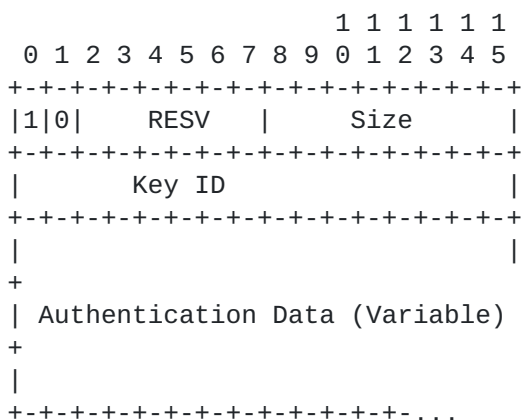 1 1 1 1 1 1
 0 1 2 3 4 5 6 7 8 9 0 1 2 3 4 5
+-+-+-+-+-+-+-+-+-+-+-+-+-+-+-+-+
|1|0|    RESV   |     Size      |
+-+-+-+-+-+-+-+-+-+-+-+-+-+-+-+-+
|       Key ID                  |
+-+-+-+-+-+-+-+-+-+-+-+-+-+-+-+-+
|                               |
+
| Authentication Data (Variable)
+
|
+-+-+-+-+-+-+-+-+-+-+-+-+-...